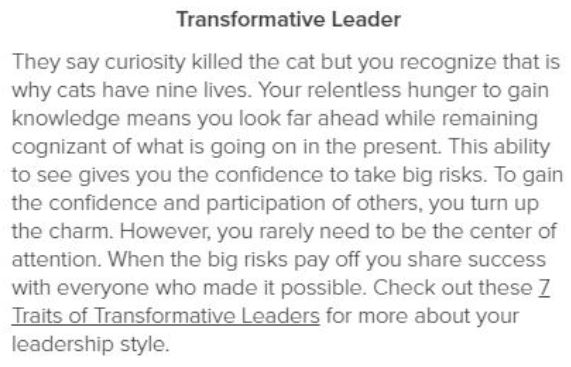 Transformative Leader
They say curiosity killed the cat but you recognize that is
why cats have nine lives. Your relentless hunger to gain
knowledge means you look far ahead while remaining
cognizant of what is going on in the present. This ability
to see gives you the confidence to take big risks. To gain
the confidence and participation of others, you turn up
the charm. However, you rarely need to be the center of
attention. When the big risks pay off you share success
with everyone who made it possible. Check out these 7
Traits of Transformative Leaders for more about your
leadership style.